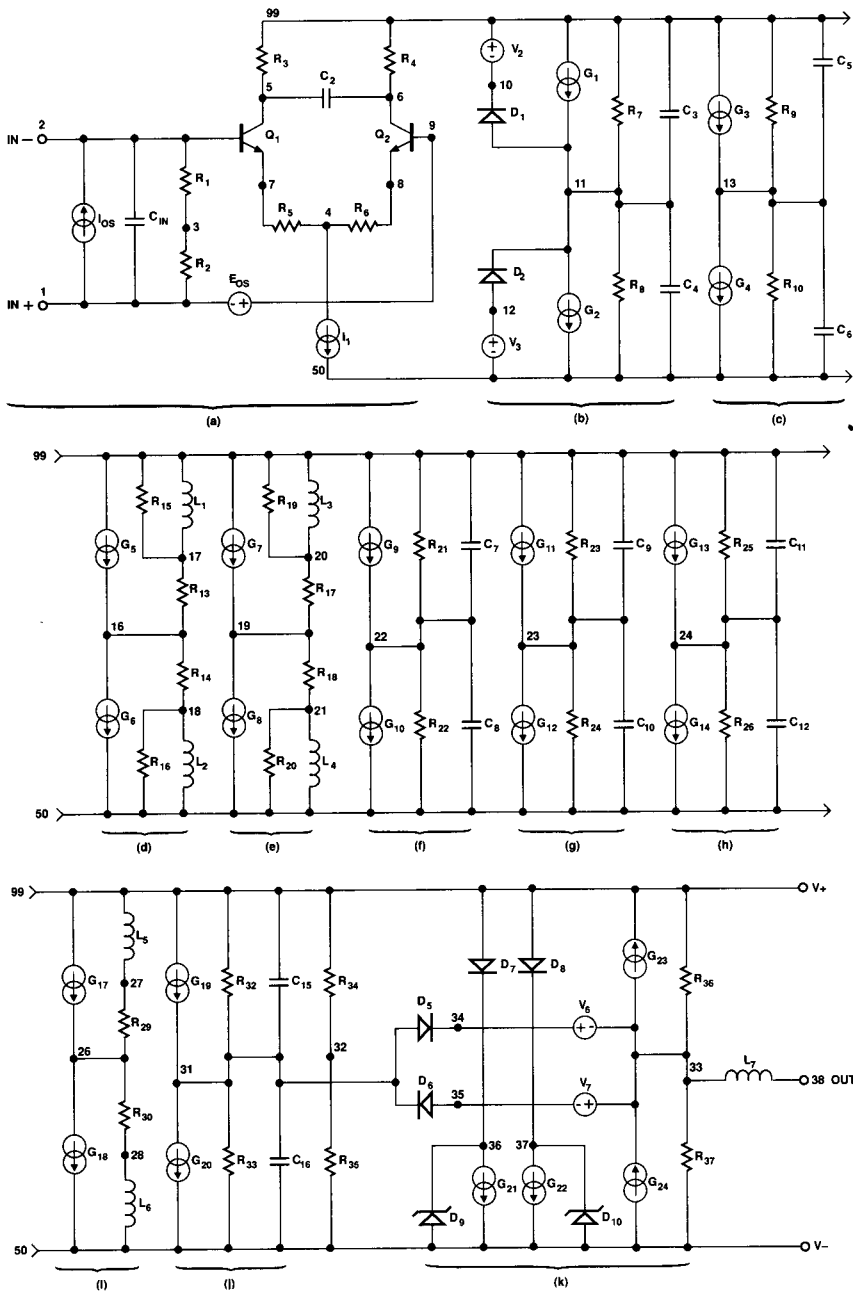 99
R3
R4
V2
C5
5
C2
6
10
G1
D1
R7
C3
G3
R9
IN − 2
Q1
Q2
9
R1
7
8
11
13
IOS
CIN
3
R5
4
R6
R2
D2
R8
C4
G4
R10
EOS
IN + 1
12
G2
I1
V3
C6
50
(a)
(b)
(c)
99
R15
L1
R19
L3
G5
17
G7
20
G9
R21
C7
G11
R23
C9
G13
R25
C11
R13
R17
16
19
22
23
24
R14
R18
G6
18
G8
21
G10
R22
C8
G12
R24
C10
G14
R26
C12
R16
L2
R20
L4
50
(d)
(e)
(f)
(g)
(h)
99
V+
L5
G17
27
G19
R32
C15
R34
D7
D8
G23
R36
R29
D5
34
V6
26
31
32
33
L7
38 OUT
D6
35
V7
R30
G18
28
G20
R33
C16
R35
36
37
G21
G22
G24
R37
L6
D9
D10
50
V−
(i)
(j)
(k)